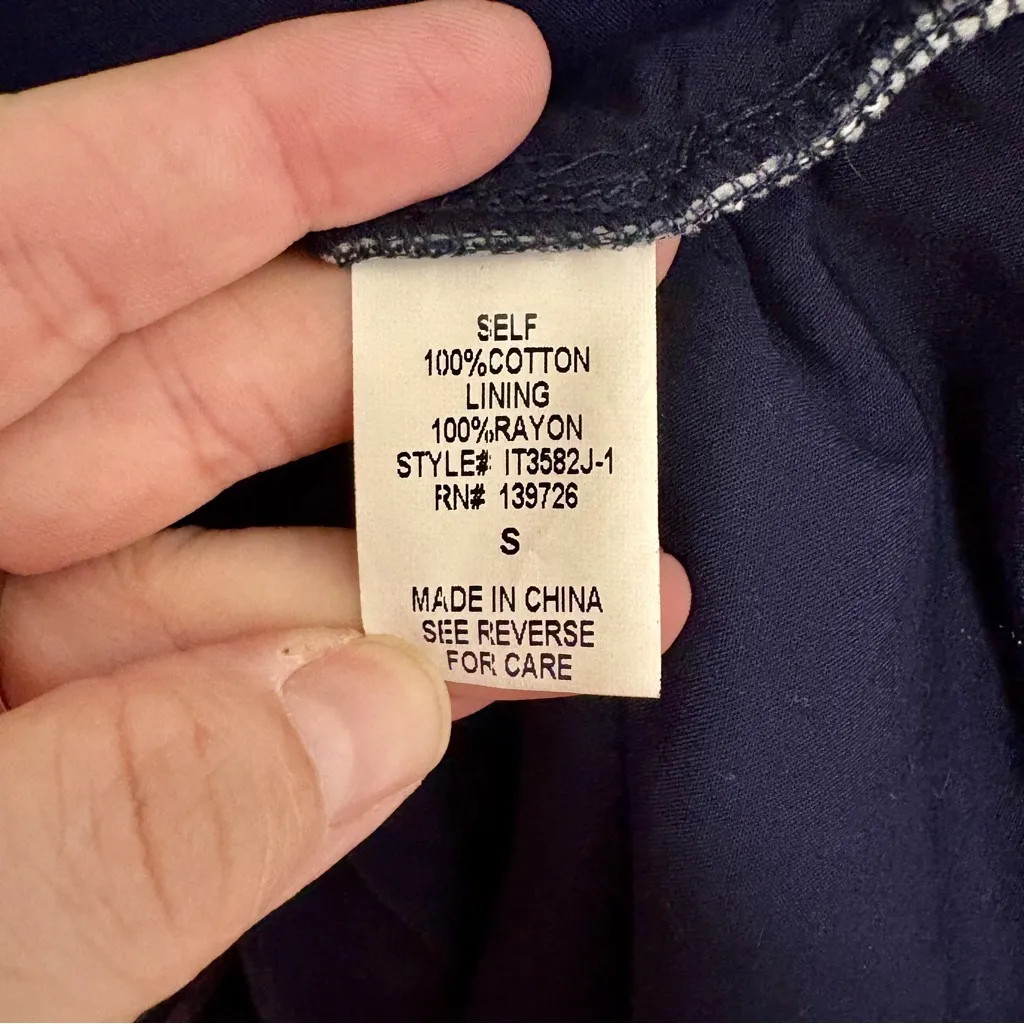 SELF
100%COTTON
LINING
100%RAYON
STYLE# IT3582J-1
RN# 139726
S
MADE IN CHINA
SEE REVERSE
FOR CARE